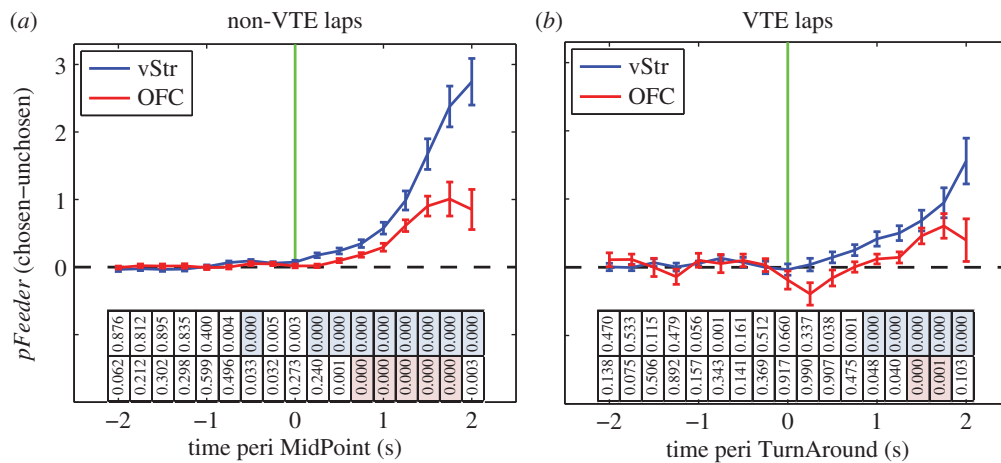 (a) non-VTE laps
vStr
OFC
3
2
1
0
pFeeder (chosen–unchosen)
0.876 0.812 0.895 0.835 0.400 0.004 0.000 0.005 0.003 0.000 0.000 0.000 0.000 0.000 0.000 0.000 0.000
-0.062 0.212 0.302 0.298 0.599 0.496 0.033 0.032 0.273 0.240 0.001 0.000 0.000 0.000 0.000 0.000 0.003
−2 −1 0 1 2
time peri MidPoint (s)
(b) VTE laps
vStr
OFC
0.470 0.533 0.115 0.479 0.056 0.001 0.161 0.512 0.660 0.337 0.038 0.001 0.000 0.000 0.000 0.000 0.000
0.138 0.075 0.506 0.892 0.157 0.343 0.141 0.369 0.917 0.990 0.907 0.475 0.048 0.040 0.000 0.001 0.103
−2 −1 0 1 2
time peri TurnAround (s)